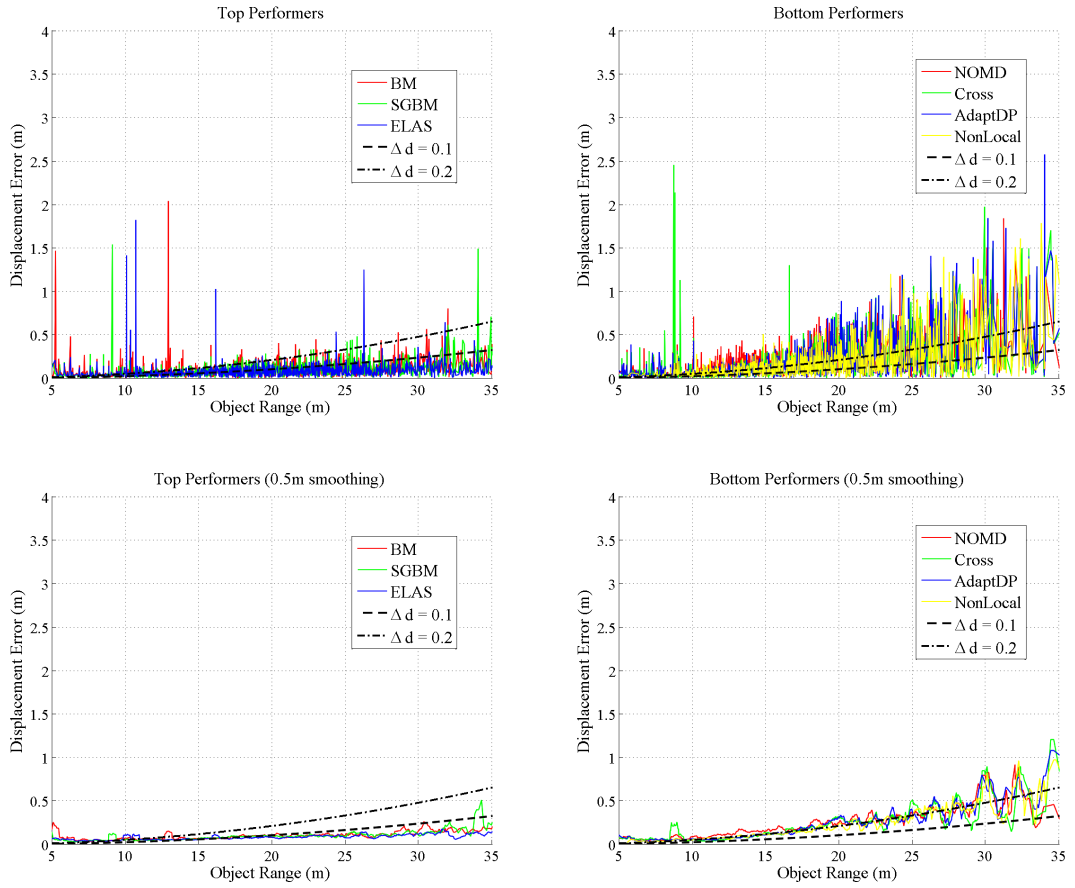 Top Performers
Displacement Error (m)
4
3.5
3
2.5
2
1.5
1
0.5
0
5 10 15 20 25 30 35
Object Range (m)
BM
SGBM
ELAS
Δ d = 0.1
Δ d = 0.2
Bottom Performers
Displacement Error (m)
4
3.5
3
2.5
2
1.5
1
0.5
0
5 10 15 20 25 30 35
Object Range (m)
NOMD
Cross
AdaptDP
NonLocal
Δ d = 0.1
Δ d = 0.2
Top Performers (0.5m smoothing)
Displacement Error (m)
4
3.5
3
2.5
2
1.5
1
0.5
0
5 10 15 20 25 30 35
Object Range (m)
BM
SGBM
ELAS
Δ d = 0.1
Δ d = 0.2
Bottom Performers (0.5m smoothing)
Displacement Error (m)
4
3.5
3
2.5
2
1.5
1
0.5
0
5 10 15 20 25 30 35
Object Range (m)
NOMD
Cross
AdaptDP
NonLocal
Δ d = 0.1
Δ d = 0.2